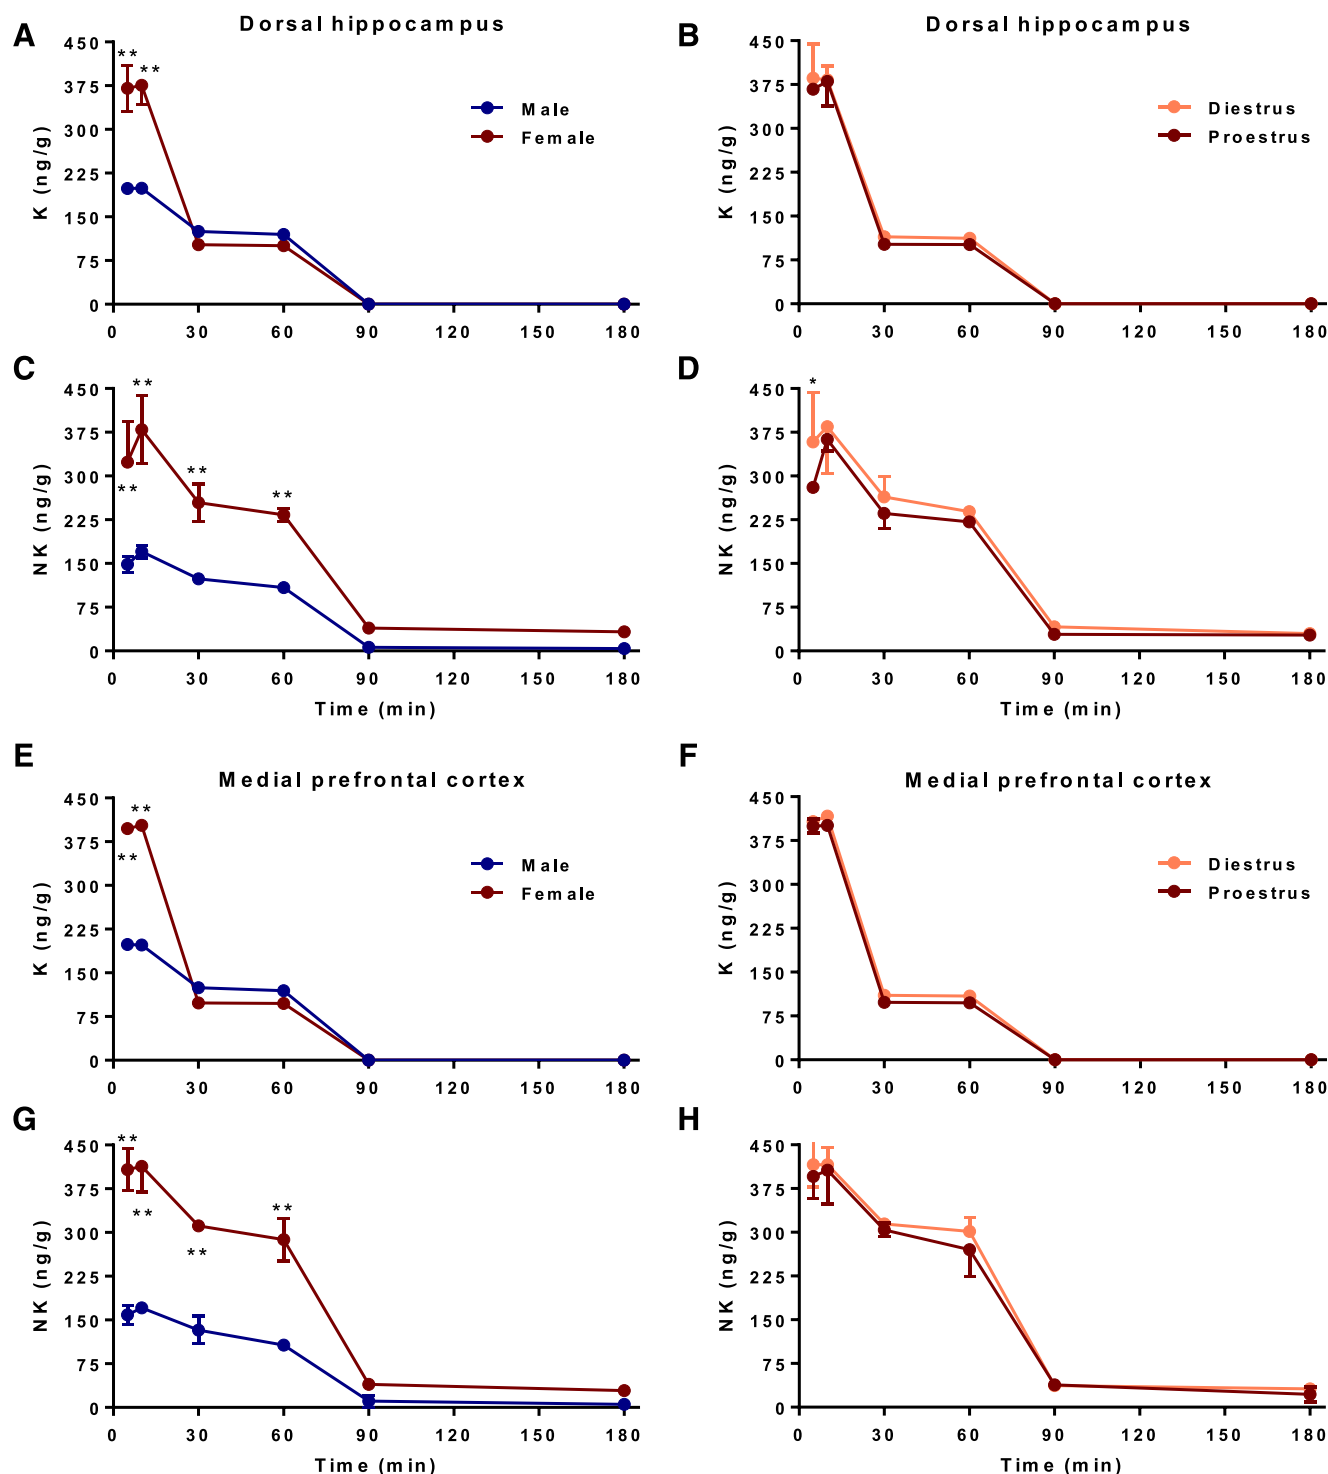 A
Dorsal hippocampus
K (ng/g)
450
375
300
225
150
75
0
**
**
Male
Female
0 30 60 90 120 150 180
B
Dorsal hippocampus
K (ng/g)
450
375
300
225
150
75
0
Diestrus
Proestrus
0 30 60 90 120 150 180
C
NK (ng/g)
450
375
300
225
150
75
0
**
**
**
**
0 30 60 90 120 150 180
Time (min)
D
NK (ng/g)
450
375
300
225
150
75
0
*
0 30 60 90 120 150 180
Time (min)
E
Medial prefrontal cortex
K (ng/g)
450
375
300
225
150
75
0
**
**
Male
Female
0 30 60 90 120 150 180
F
Medial prefrontal cortex
K (ng/g)
450
375
300
225
150
75
0
Diestrus
Proestrus
0 30 60 90 120 150 180
G
NK (ng/g)
450
375
300
225
150
75
0
**
**
**
**
0 30 60 90 120 150 180
Time (min)
H
NK (ng/g)
450
375
300
225
150
75
0
0 30 60 90 120 150 180
Time (min)